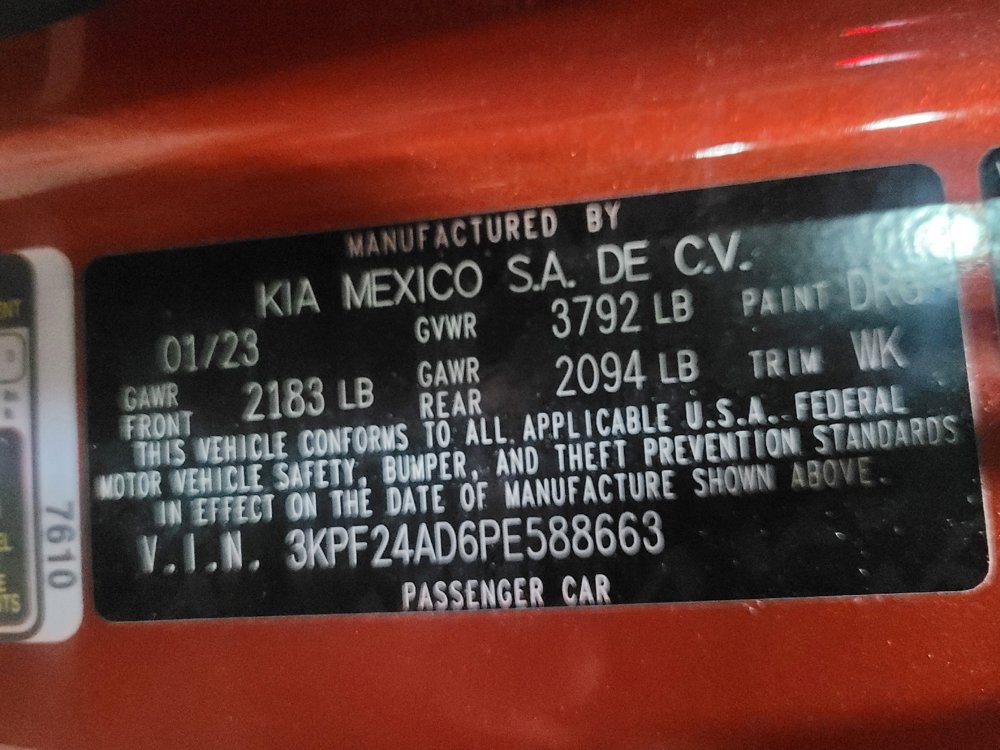 MANUFACTURED BY
KIA MEXICO S.A. DE C.V.
01/23 GVWR 3792 LB PAINT DRG
GAWR FRONT 2183 LB GAWR REAR 2094 LB TRIM WK
THIS VEHICLE CONFORMS TO ALL APPLICABLE U.S.A. FEDERAL
MOTOR VEHICLE SAFETY, BUMPER, AND THEFT PREVENTION STANDARDS
IN EFFECT ON THE DATE OF MANUFACTURE SHOWN ABOVE.
V.I.N. 3KPF24AD6PE588663
PASSENGER CAR
7610